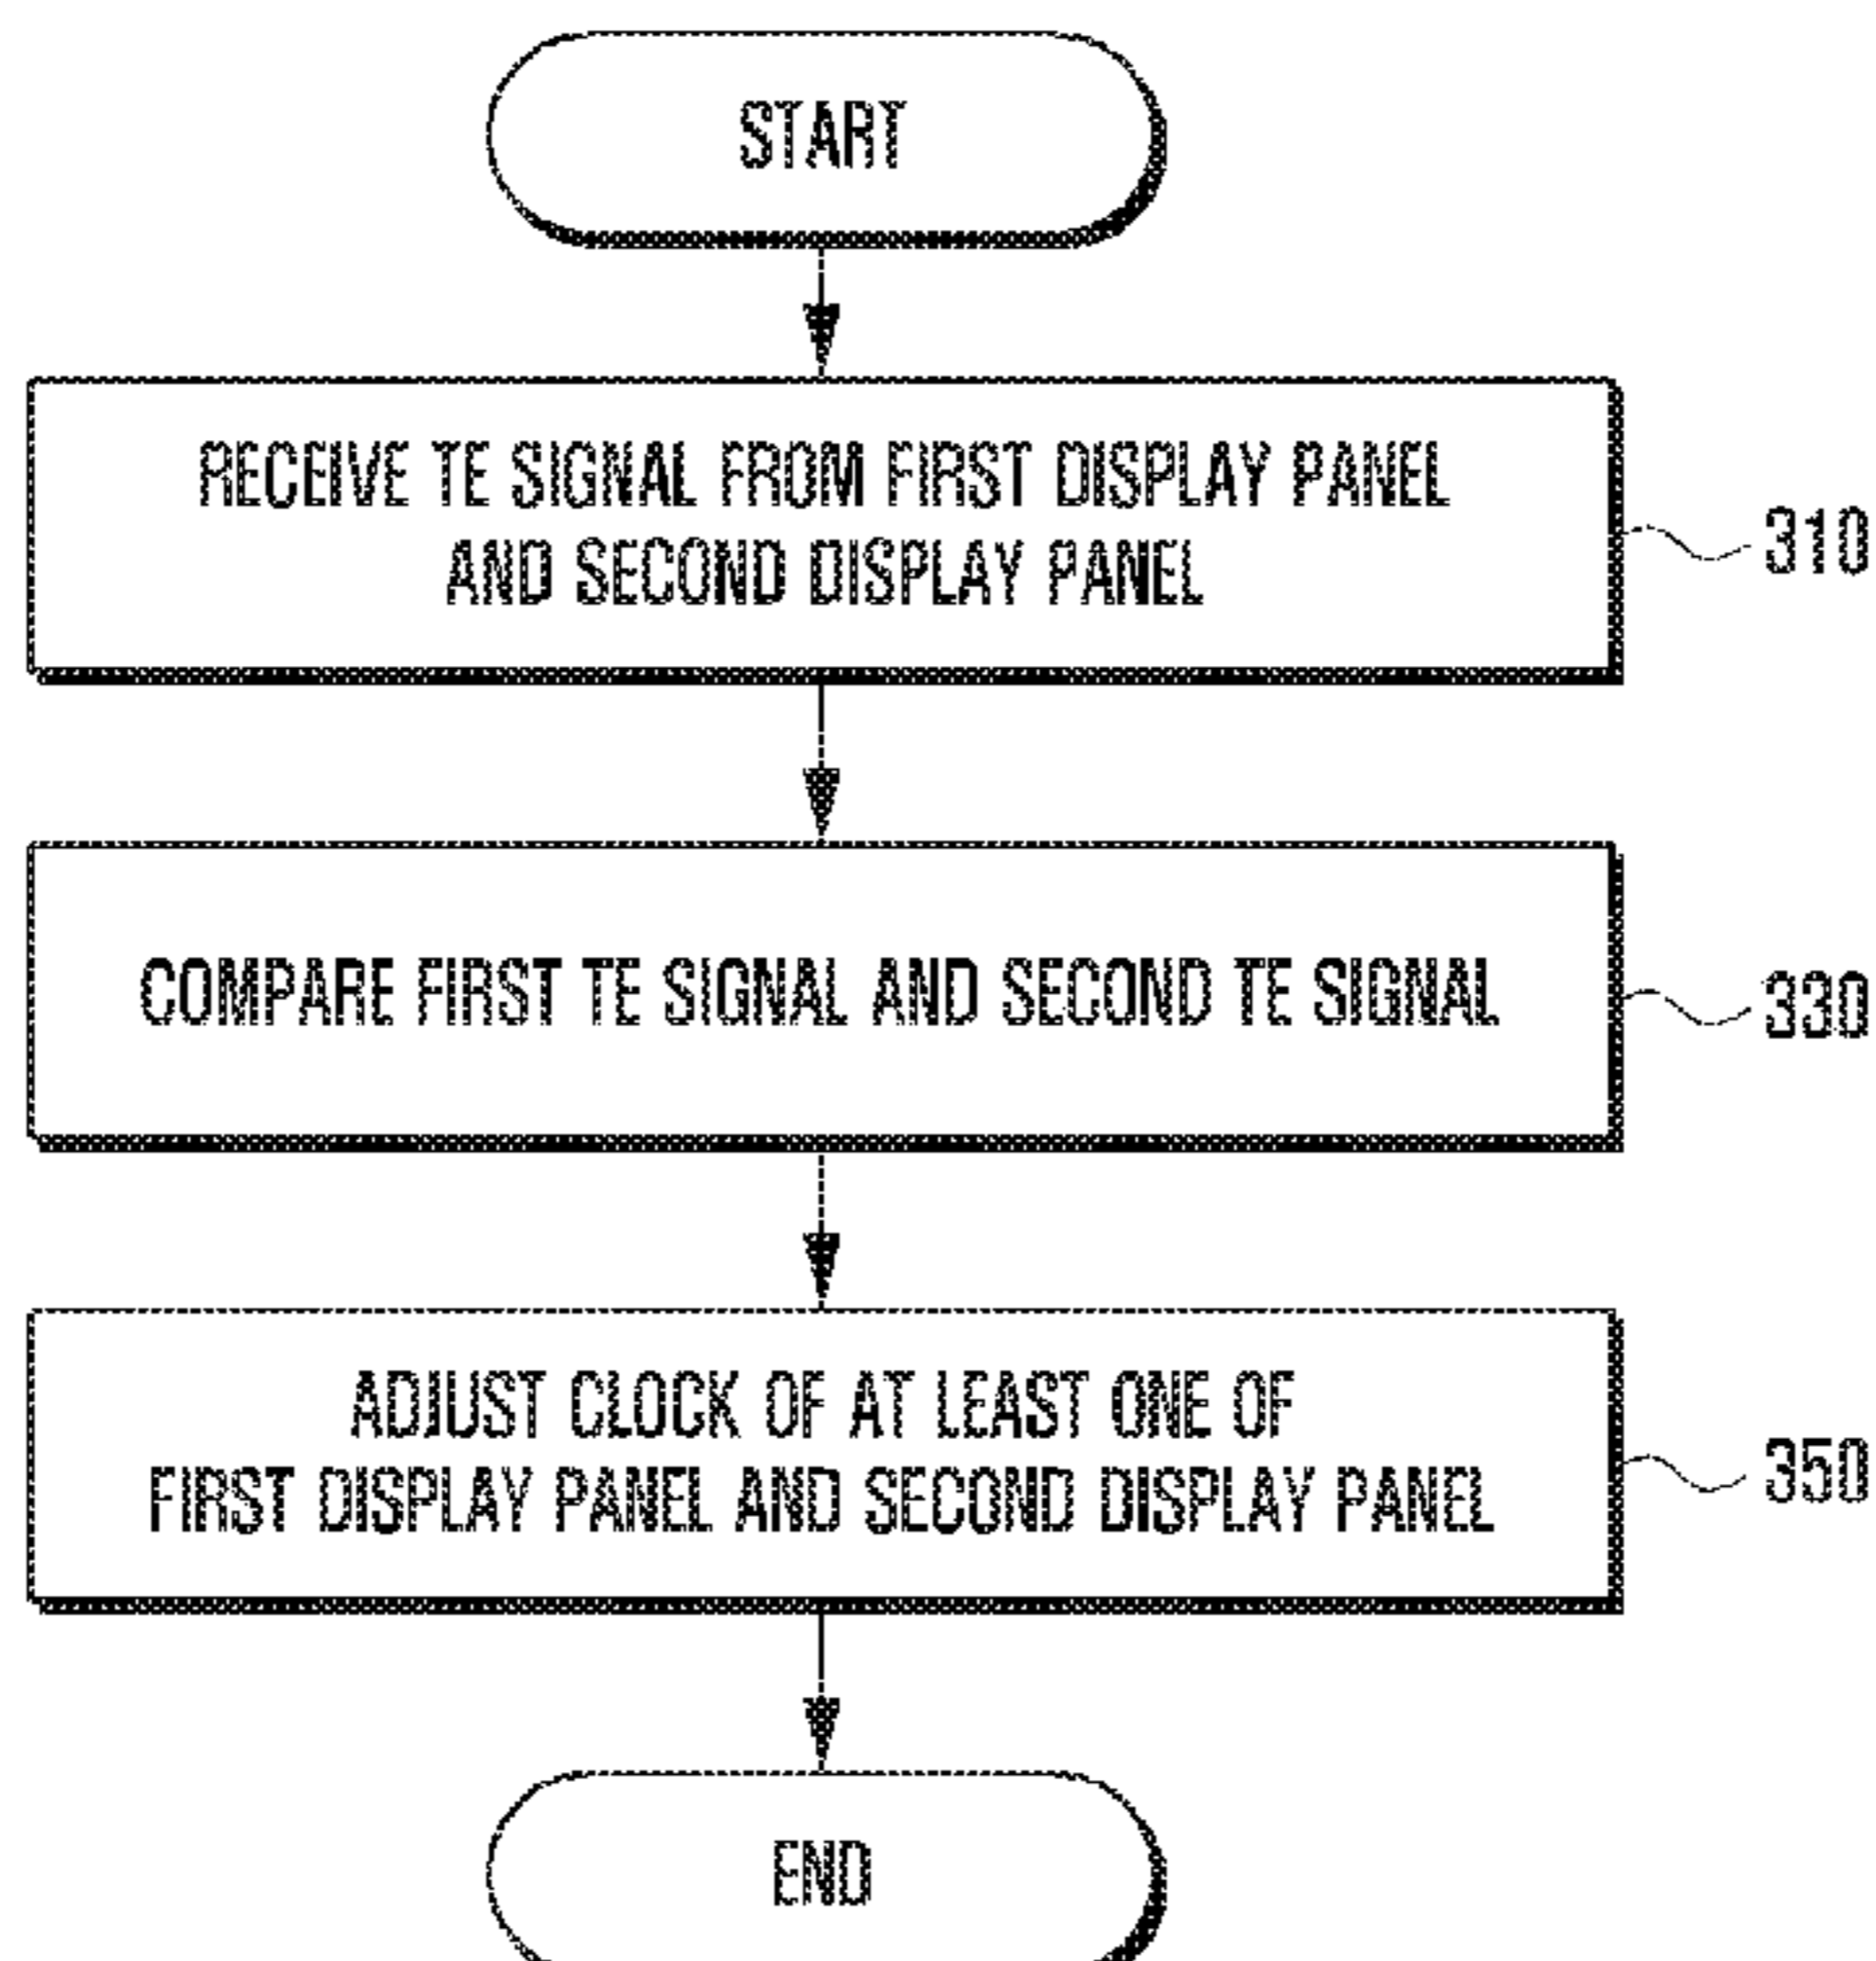 START
RECEIVE TE SIGNAL FROM FIRST DISPLAY PANEL
AND SECOND DISPLAY PANEL
310
COMPARE FIRST TE SIGNAL AND SECOND TE SIGNAL
330
ADJUST CLOCK OF AT LEAST ONE OF
FIRST DISPLAY PANEL AND SECOND DISPLAY PANEL
350
END